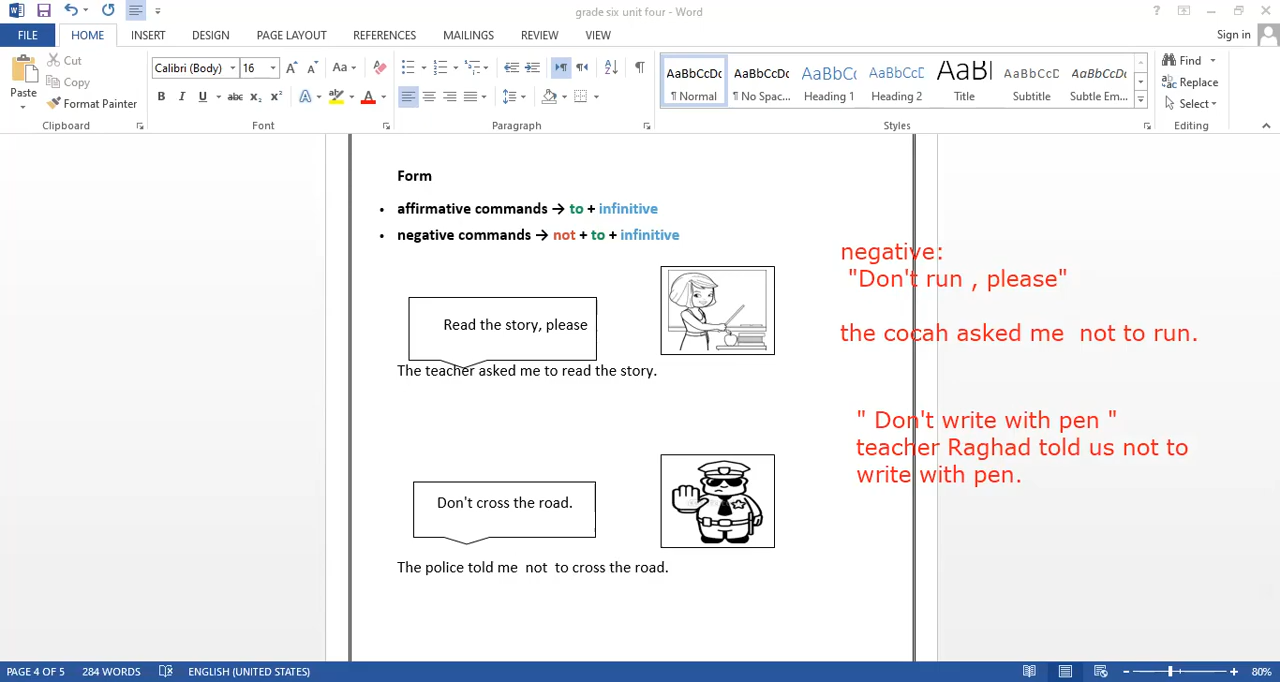 grade six unit four - Word
?
FILE
HOME
INSERT
DESIGN
PAGE LAYOUT
REFERENCES
MAILINGS
REVIEW
VIEW
Sign in
Paste
Cut
Copy
Format Painter
Clipboard
Calibri (Body)
16
Font
Paragraph
AaBbCcDc
¶ Normal
AaBbCcDc
¶ No Spac...
AaBbCc
Heading 1
AaBbCcD
Heading 2
AaBl
Title
AaBbCcD
Subtitle
AaBbCcDc
Subtle Em...
Styles
Find
Replace
Select
Editing
Form
• affirmative commands → to + infinitive
• negative commands → not + to + infinitive
Read the story, please
The teacher asked me to read the story.
Don't cross the road.
The police told me  not  to cross the road.
negative:
"Don't run , please"
the cocah asked me  not to run.
" Don't write with pen "
teacher Raghad told us not to
write with pen.
PAGE 4 OF 5
284 WORDS
ENGLISH (UNITED STATES)
80%